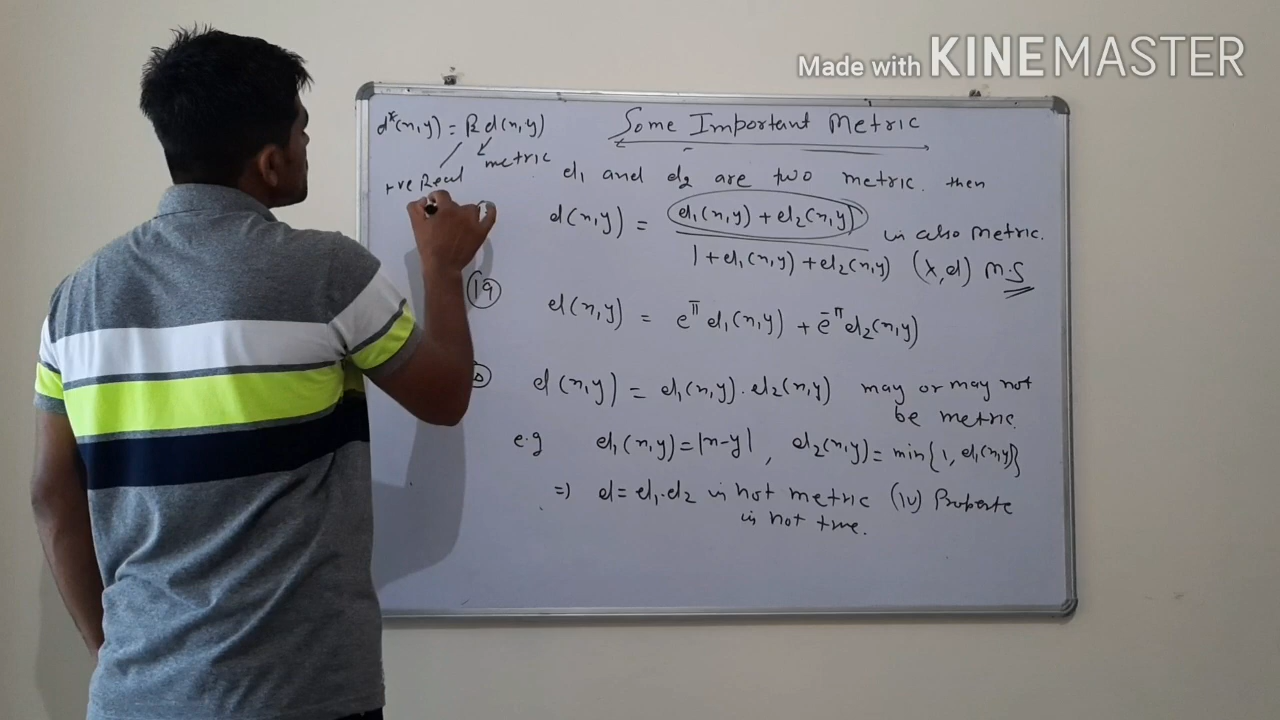 Made with KINEMASTER
Some Important Metric
d*(x,y) = k d(x,y)
metric
+ve Real
d1 and d2 are two metric. then
d(x,y) = d1(x,y) + d2(x,y) / 1 + d1(x,y) + d2(x,y) is also metric.
(X,d) M.S
19 d(x,y) = e^π d1(x,y) + e^-π d2(x,y)
d(x,y) = d1(x,y) . d2(x,y) may or may not
be metric.
e.g d1(x,y) = |x-y| , d2(x,y) = min{1, d1(x,y)}
=) d = d1.d2 is not metric (iv) Properte
is not true.